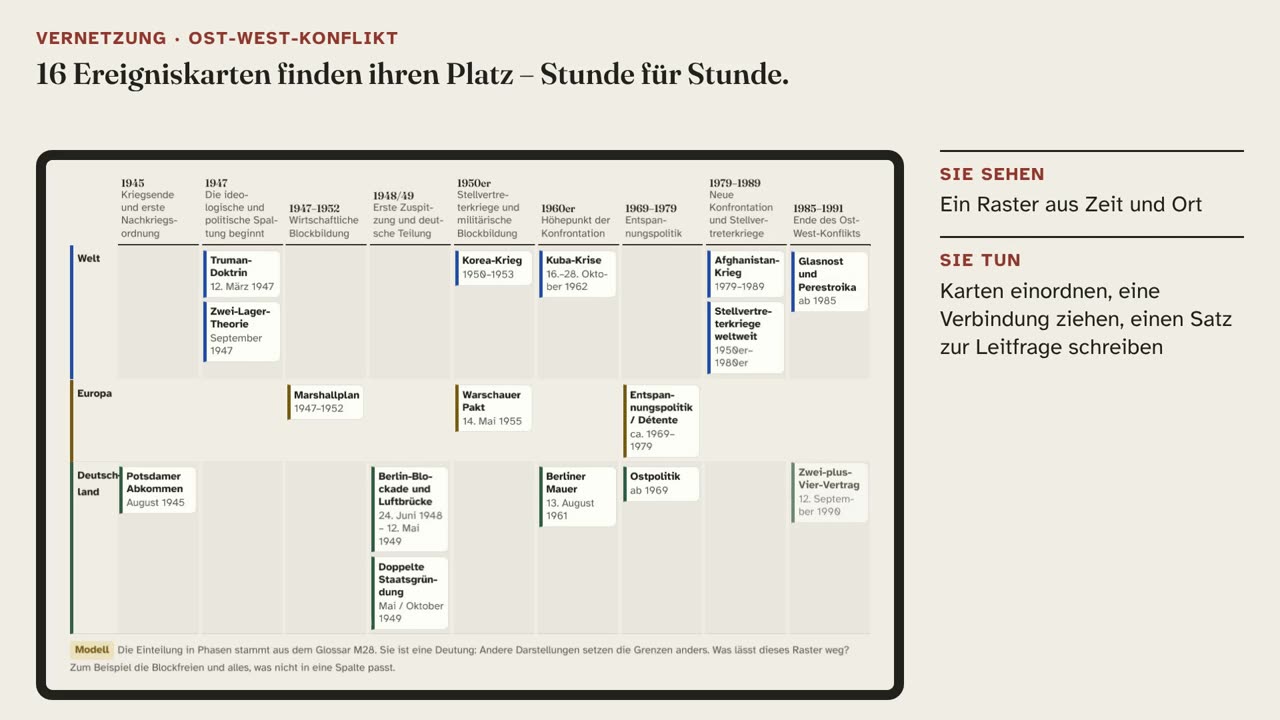 VERNETZUNG · OST-WEST-KONFLIKT
16 Ereigniskarten finden ihren Platz – Stunde für Stunde.
1945
Kriegsende
und erste
Nachkriegs-
ordnung
1947
Die ideo-
logische und
politische Spal-
tung beginnt
1947–1952
Wirtschaftliche
Blockbildung
1948/49
Erste Zuspit-
zung und deut-
sche Teilung
1950er
Stellvertre-
terkriege und
militärische
Blockbildung
1960er
Höhepunkt der
Konfrontation
1969–1979
Entspan-
nungspolitik
1979–1989
Neue
Konfrontation
und Stellver-
treterkriege
1985–1991
Ende des Ost-
West-Konflikts
Welt
Truman-
Doktrin
12. März 1947
Zwei-Lager-
Theorie
September
1947
Korea-Krieg
1950–1953
Kuba-Krise
16.–28. Okto-
ber 1962
Afghanistan-
Krieg
1979–1989
Stellvertre-
terkriege
weltweit
1950er–
1980er
Glasnost
und
Perestroika
ab 1985
Europa
Marshallplan
1947–1952
Warschauer
Pakt
14. Mai 1955
Entspan-
nungspolitik
/ Détente
ca. 1969–
1979
Deutsch-
land
Potsdamer
Abkommen
August 1945
Berlin-Blo-
ckade und
Luftbrücke
24. Juni 1948
– 12. Mai
1949
Doppelte
Staatsgrün-
dung
Mai / Oktober
1949
Berliner
Mauer
13. August
1961
Ostpolitik
ab 1969
Zwei-plus-
Vier-Vertrag
12. Septem-
ber 1990
Modell Die Einteilung in Phasen stammt aus dem Glossar M28. Sie ist eine Deutung: Andere Darstellungen setzen die Grenzen anders. Was lässt dieses Raster weg?
Zum Beispiel die Blockfreien und alles, was nicht in eine Spalte passt.
SIE SEHEN
Ein Raster aus Zeit und Ort
SIE TUN
Karten einordnen, eine
Verbindung ziehen, einen Satz
zur Leitfrage schreiben